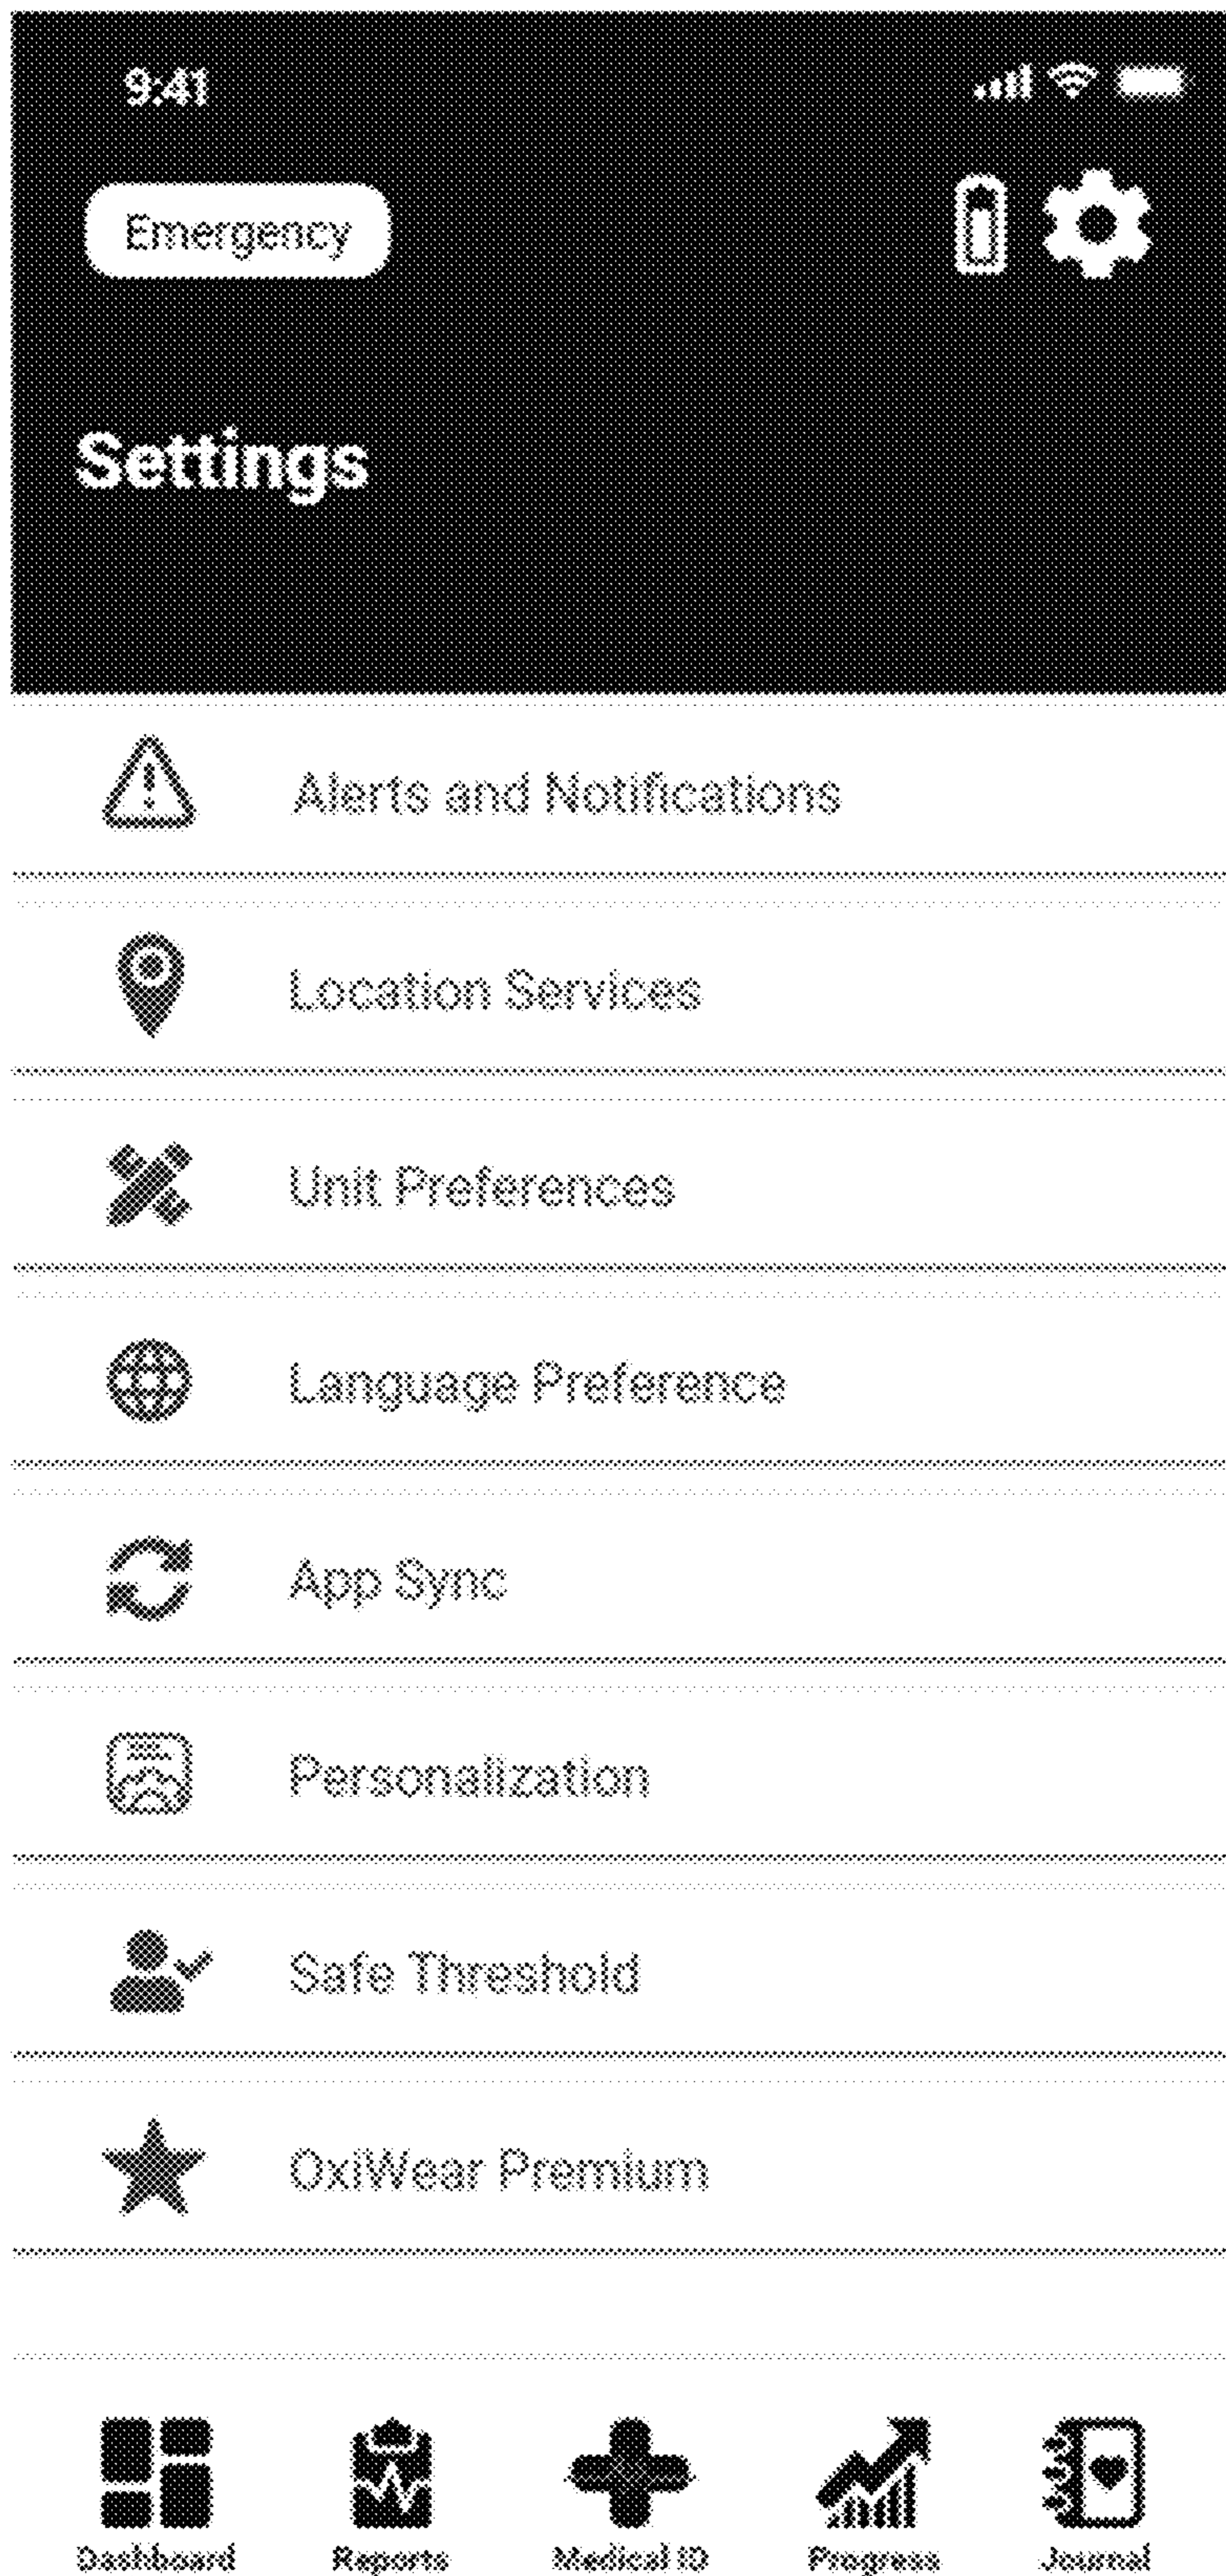 9:41
Emergency
Settings
Alerts and Notifications
Location Services
Unit Preferences
Language Preference
App Sync
Personalization
Safe Threshold
OxiWear Premium
Dashboard Reports Medical ID Progress Journal